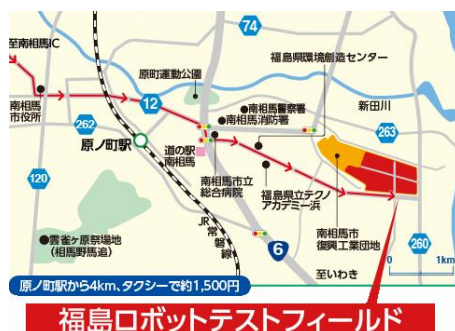 74
263
至南相馬IC
福島県環境創造センター
原町運動公園
南相馬警察署
南相馬消防署
新田川
12
263
南相馬
市役所
262
原ノ町駅
道の駅
南相馬
南相馬市立
総合病院
福島県立テクノ
アカデミー浜
南相馬市
復興工業団地
120
雲雀ヶ原祭場地
(相馬野馬追)
JR常磐線
6
至いわき
260
0
1km
原ノ町駅から4km、タクシーで約1,500円
福島ロボットテストフィールド